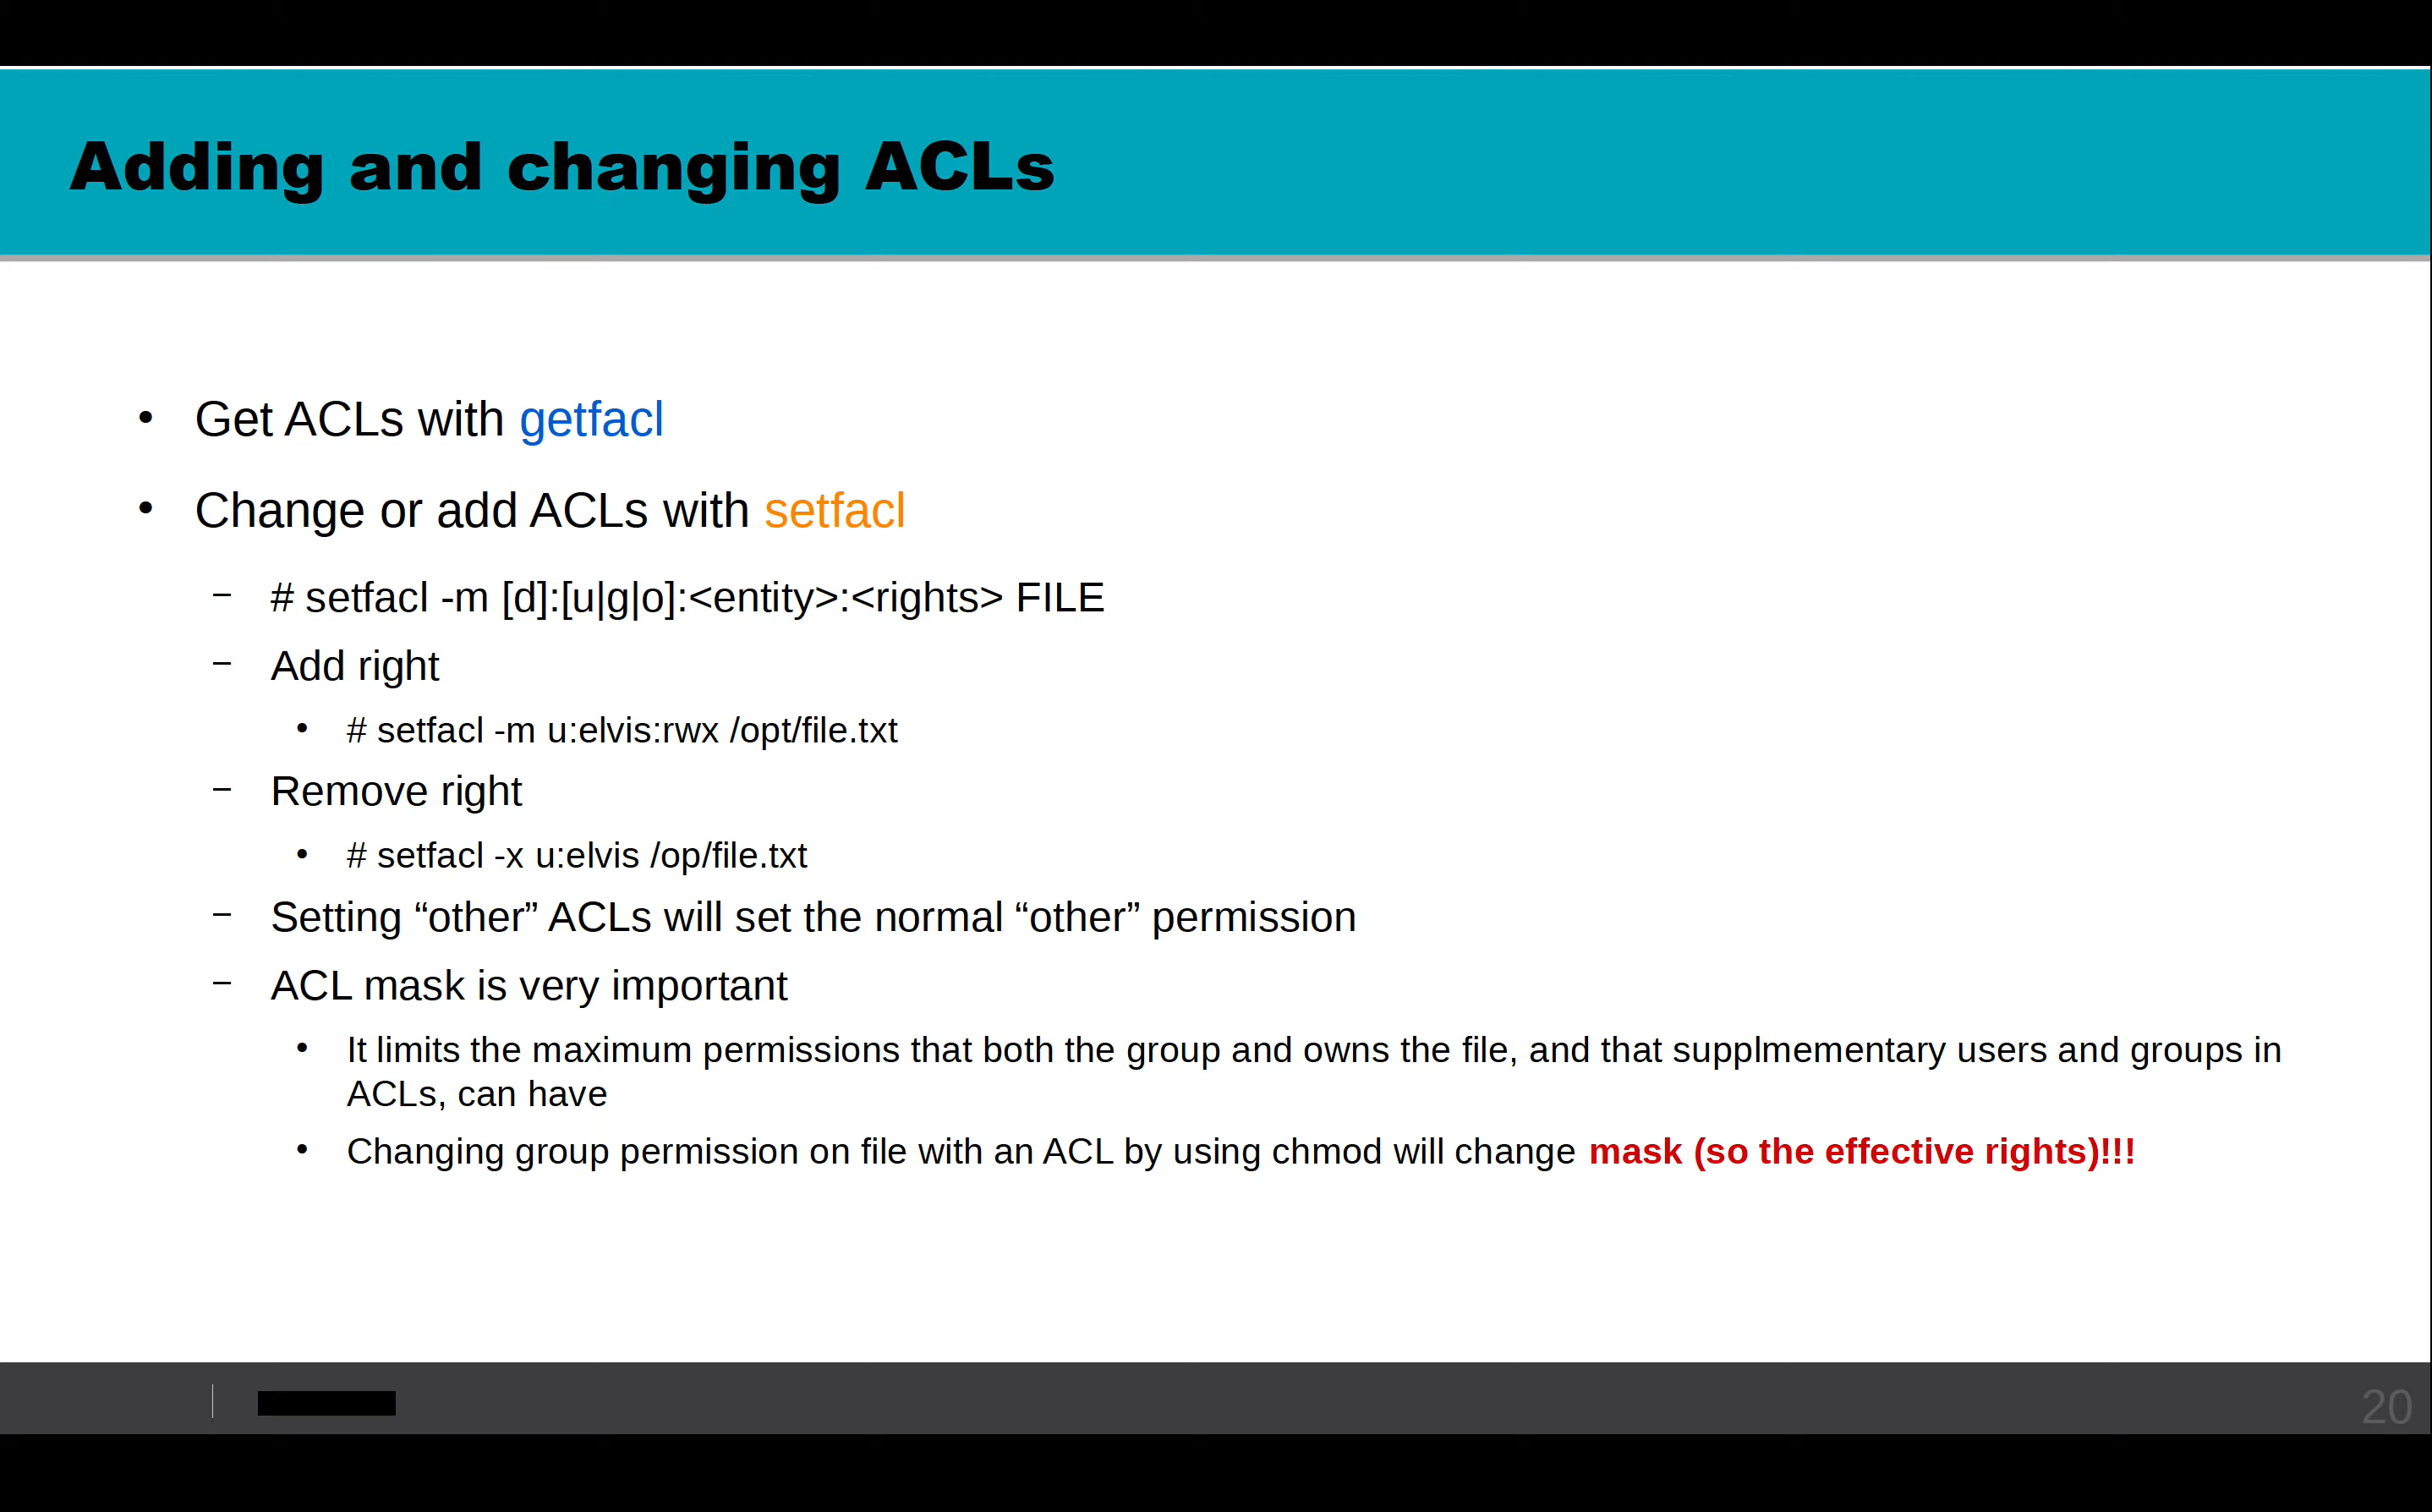 Adding and changing ACLs
• Get ACLs with getfacl
• Change or add ACLs with setfacl
– # setfacl -m [d]:[u|g|o]:<entity>:<rights> FILE
– Add right
• # setfacl -m u:elvis:rwx /opt/file.txt
– Remove right
• # setfacl -x u:elvis /op/file.txt
– Setting “other” ACLs will set the normal “other” permission
– ACL mask is very important
• It limits the maximum permissions that both the group and owns the file, and that supplmementary users and groups in
ACLs, can have
• Changing group permission on file with an ACL by using chmod will change mask (so the effective rights)!!!
20